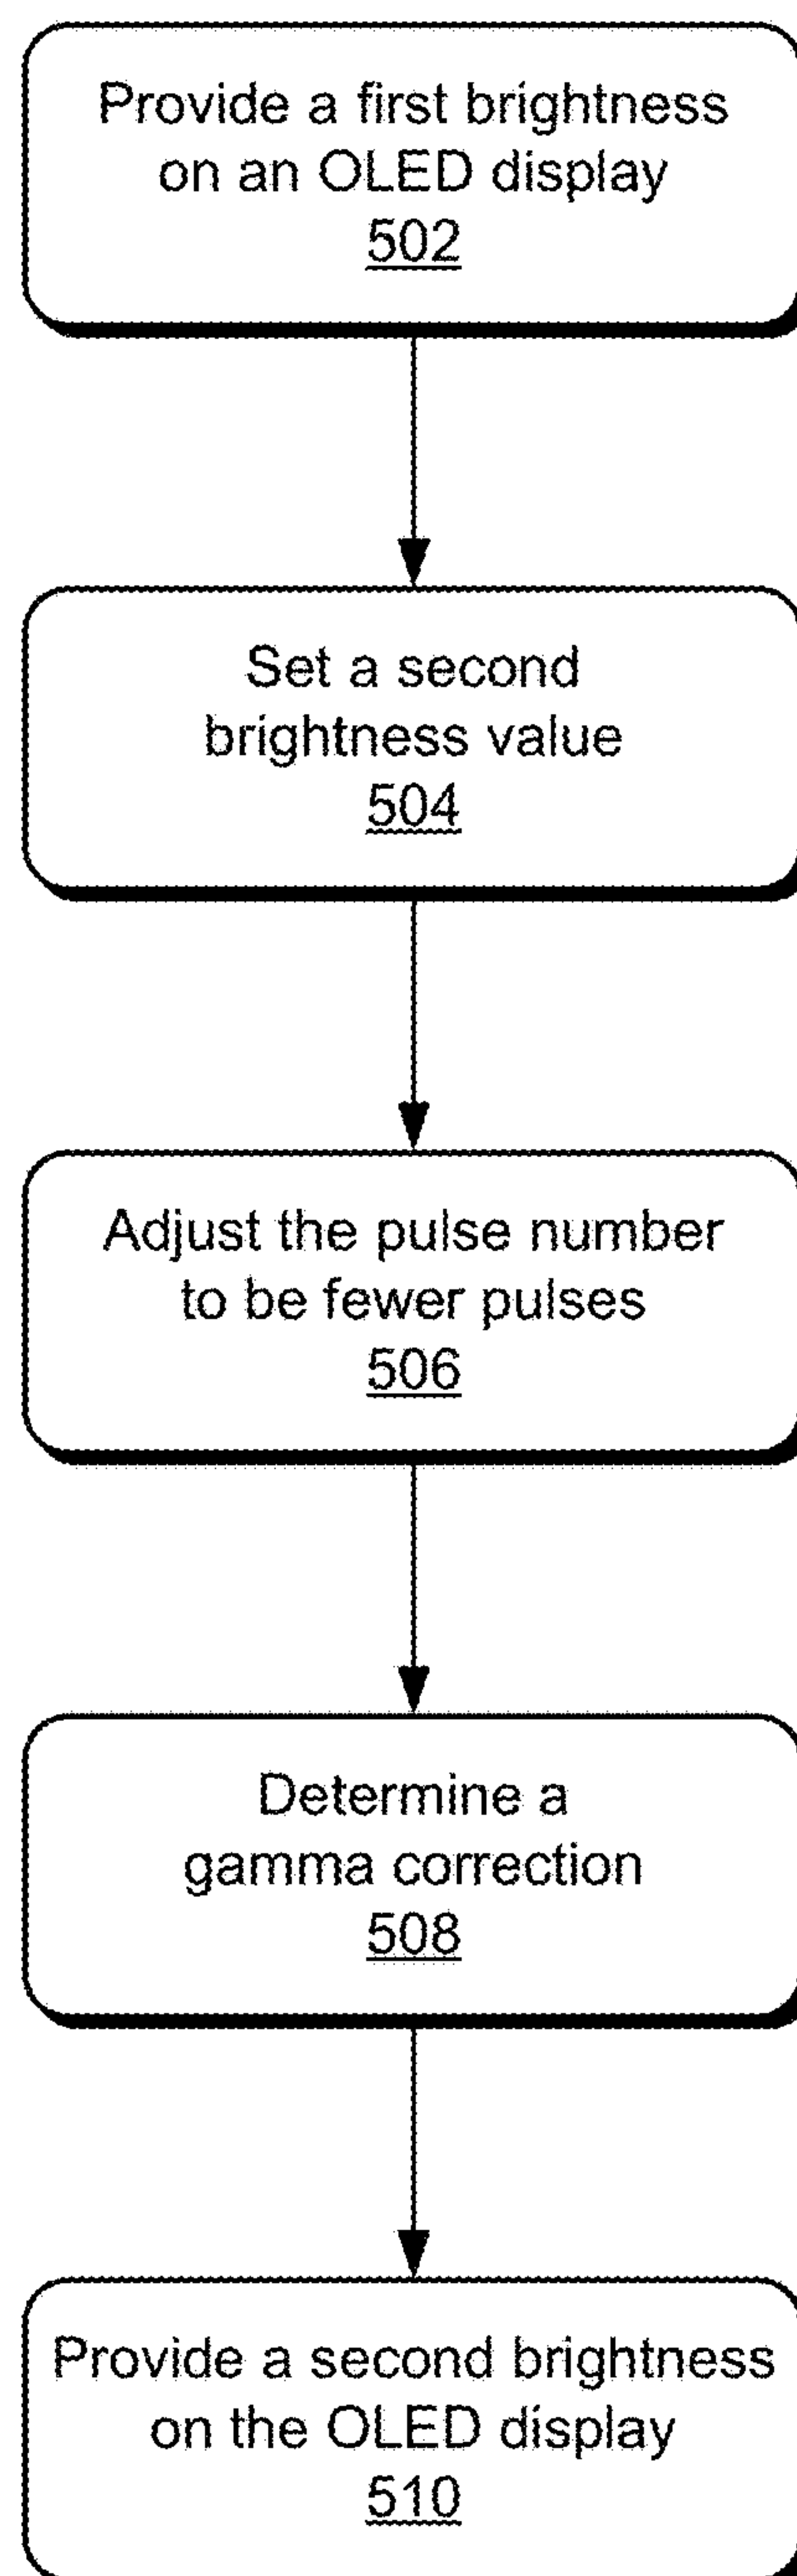 Provide a first brightness
on an OLED display
502
Set a second
brightness value
504
Adjust the pulse number
to be fewer pulses
506
Determine a
gamma correction
508
Provide a second brightness
on the OLED display
510